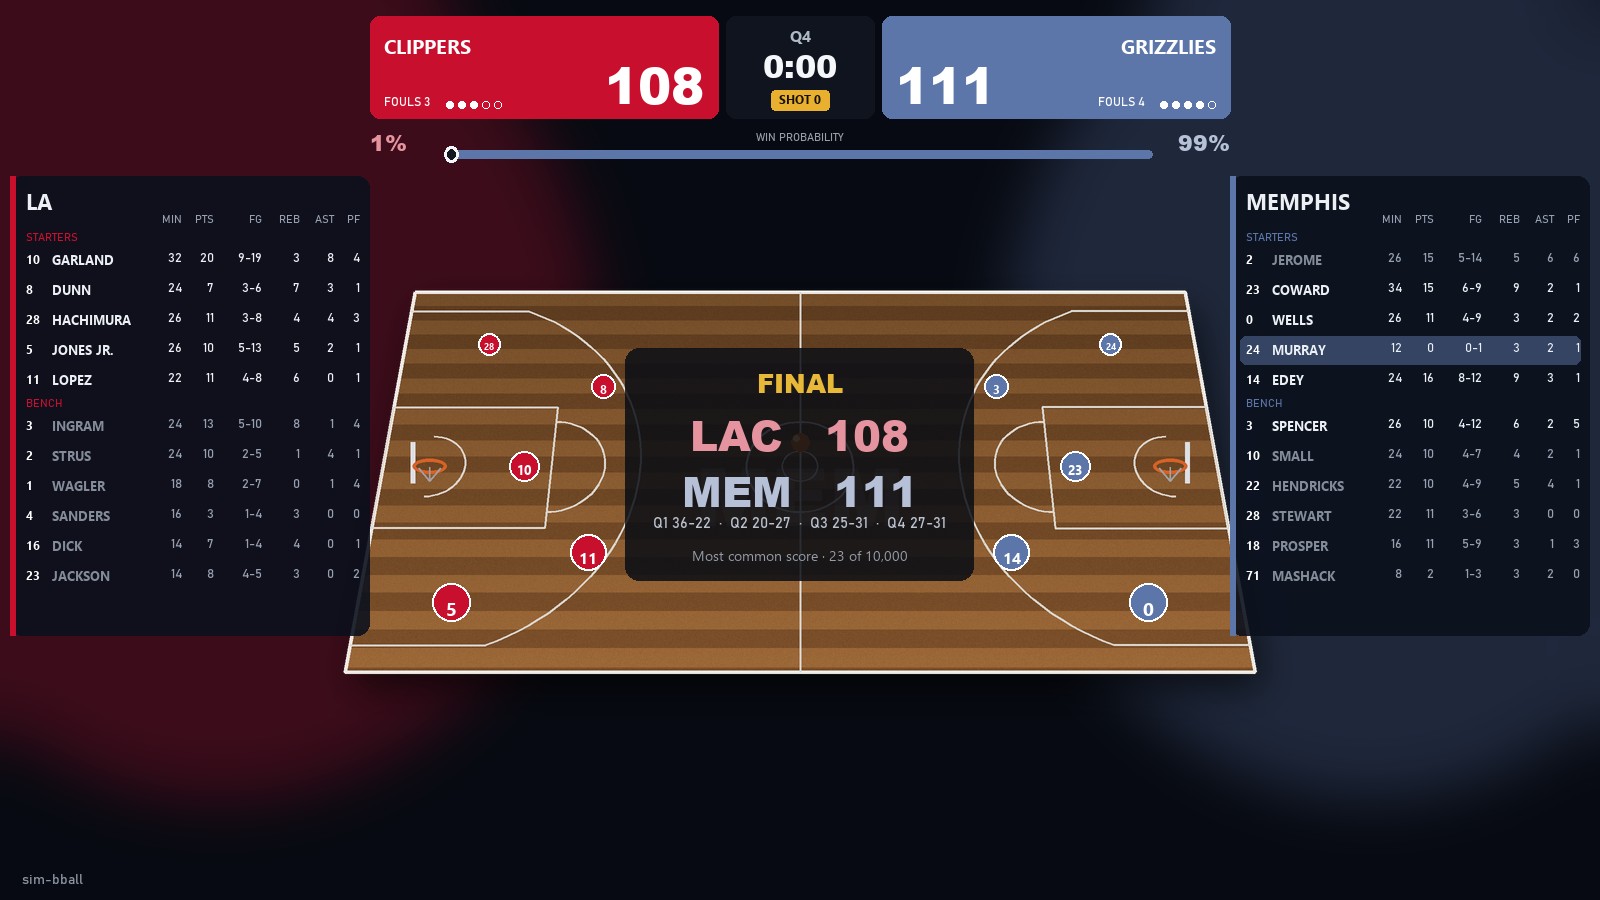 CLIPPERS
108
FOULS 3
Q4
0:00
SHOT 0
GRIZZLIES
111
FOULS 4
1%
WIN PROBABILITY
99%
LA
MIN PTS FG REB AST PF
STARTERS
10 GARLAND 32 20 9-19 3 8 4
8 DUNN 24 7 3-6 7 3 1
28 HACHIMURA 26 11 3-8 4 4 3
5 JONES JR. 26 10 5-13 5 2 1
11 LOPEZ 22 11 4-8 6 0 1
BENCH
3 INGRAM 24 13 5-10 8 1 4
2 STRUS 24 10 2-5 1 4 1
1 WAGLER 18 8 2-7 0 1 4
4 SANDERS 16 3 1-4 3 0 0
16 DICK 14 7 1-4 4 0 1
23 JACKSON 14 8 4-5 3 0 2
28
8
10
11
5
FINAL
LAC 108
MEM 111
Q1 36-22 · Q2 20-27 · Q3 25-31 · Q4 27-31
Most common score · 23 of 10,000
24
3
23
14
0
MEMPHIS
MIN PTS FG REB AST PF
STARTERS
2 JEROME 26 15 5-14 5 6 6
23 COWARD 34 15 6-9 9 2 1
0 WELLS 26 11 4-9 3 2 2
24 MURRAY 12 0 0-1 3 2 1
14 EDEY 24 16 8-12 9 3 1
BENCH
3 SPENCER 26 10 4-12 6 2 5
10 SMALL 24 10 4-7 4 2 1
22 HENDRICKS 22 10 4-9 5 4 1
28 STEWART 22 11 3-6 3 0 0
18 PROSPER 16 11 5-9 3 1 3
71 MASHACK 8 2 1-3 3 2 0
sim-bball